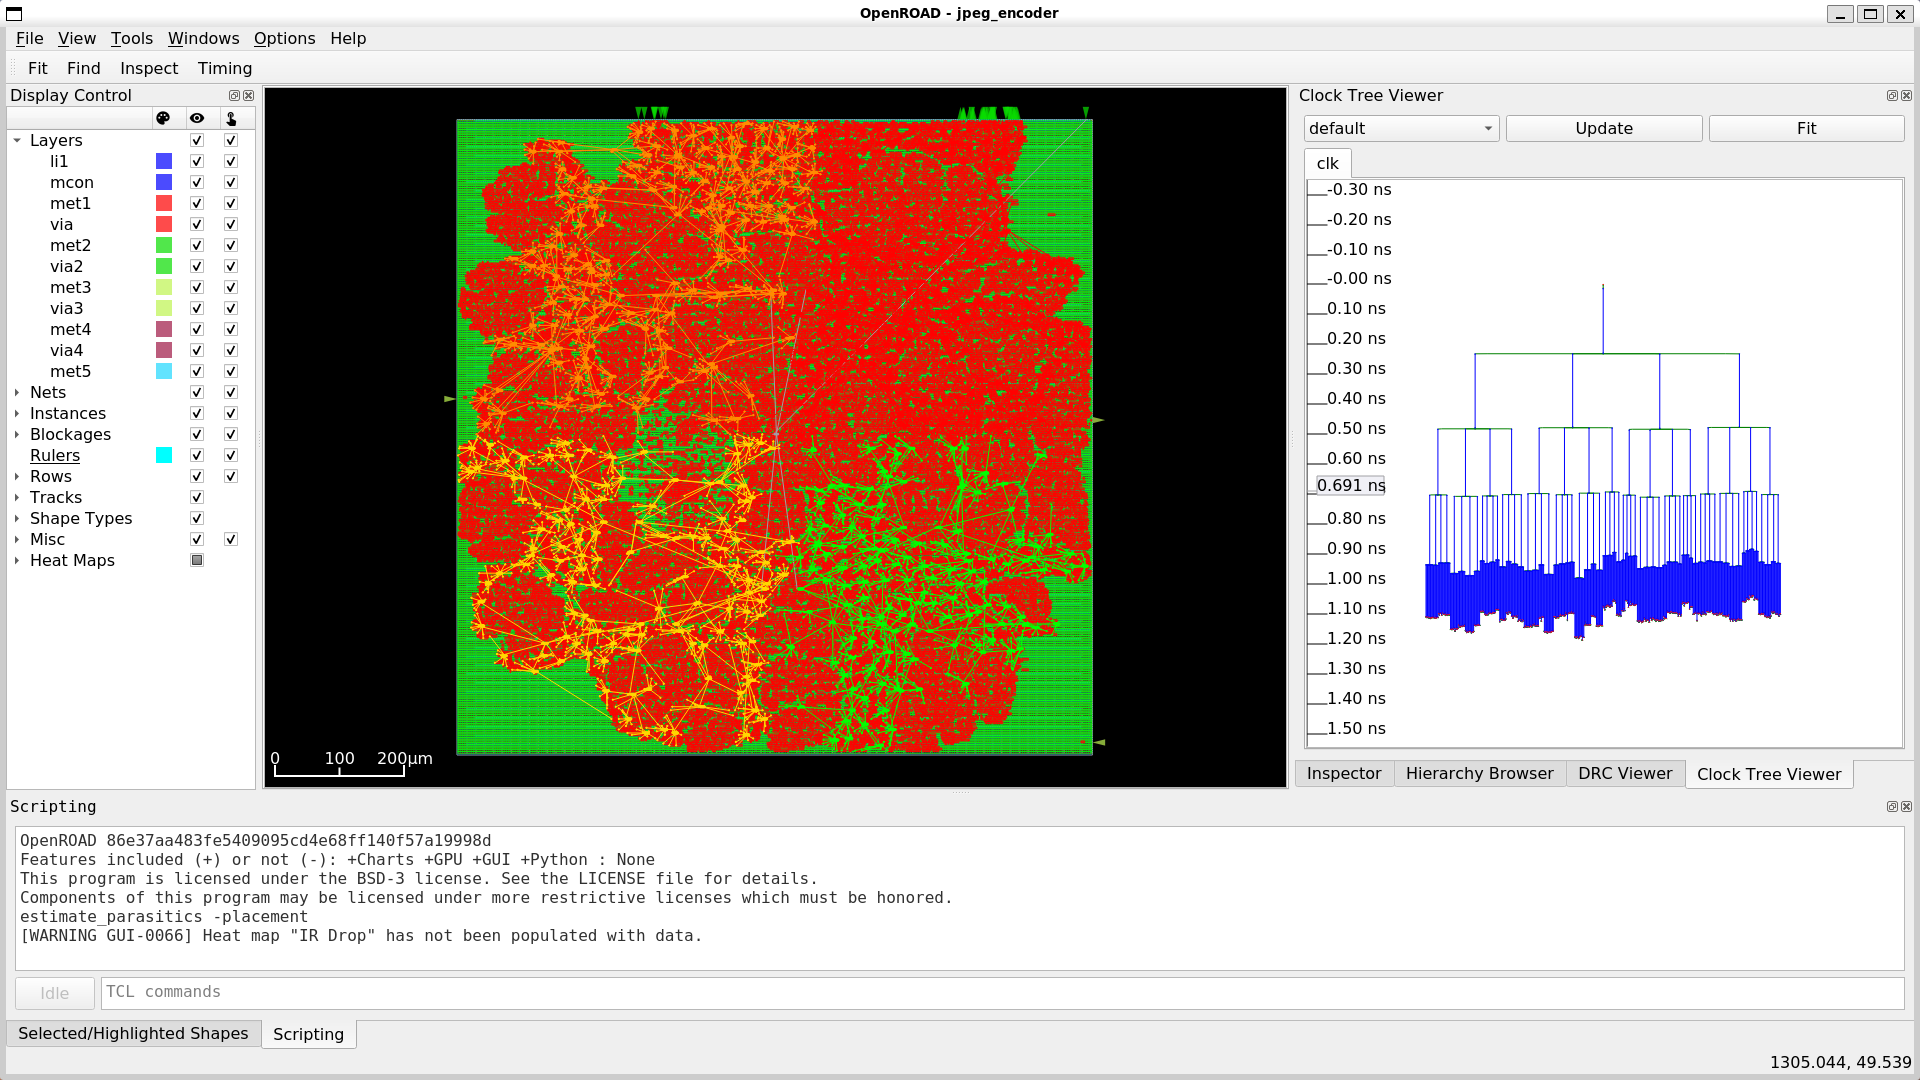 OpenROAD - jpeg_encoder
File View Tools Windows Options Help
Fit Find Inspect Timing
Display Control
Layers
li1
mcon
met1
via
met2
via2
met3
via3
met4
via4
met5
Nets
Instances
Blockages
Rulers
Rows
Tracks
Shape Types
Misc
Heat Maps
0 100 200μm
Clock Tree Viewer
default Update Fit
clk
-0.30 ns
-0.20 ns
-0.10 ns
-0.00 ns
0.10 ns
0.20 ns
0.30 ns
0.40 ns
0.50 ns
0.60 ns
0.691 ns
0.80 ns
0.90 ns
1.00 ns
1.10 ns
1.20 ns
1.30 ns
1.40 ns
1.50 ns
Inspector Hierarchy Browser DRC Viewer Clock Tree Viewer
Scripting
OpenROAD 86e37aa483fe5409095cd4e68ff140f57a19998d
Features included (+) or not (-): +Charts +GPU +GUI +Python : None
This program is licensed under the BSD-3 license. See the LICENSE file for details.
Components of this program may be licensed under more restrictive licenses which must be honored.
estimate_parasitics -placement
[WARNING GUI-0066] Heat map "IR Drop" has not been populated with data.
Idle TCL commands
Selected/Highlighted Shapes Scripting
1305.044, 49.539